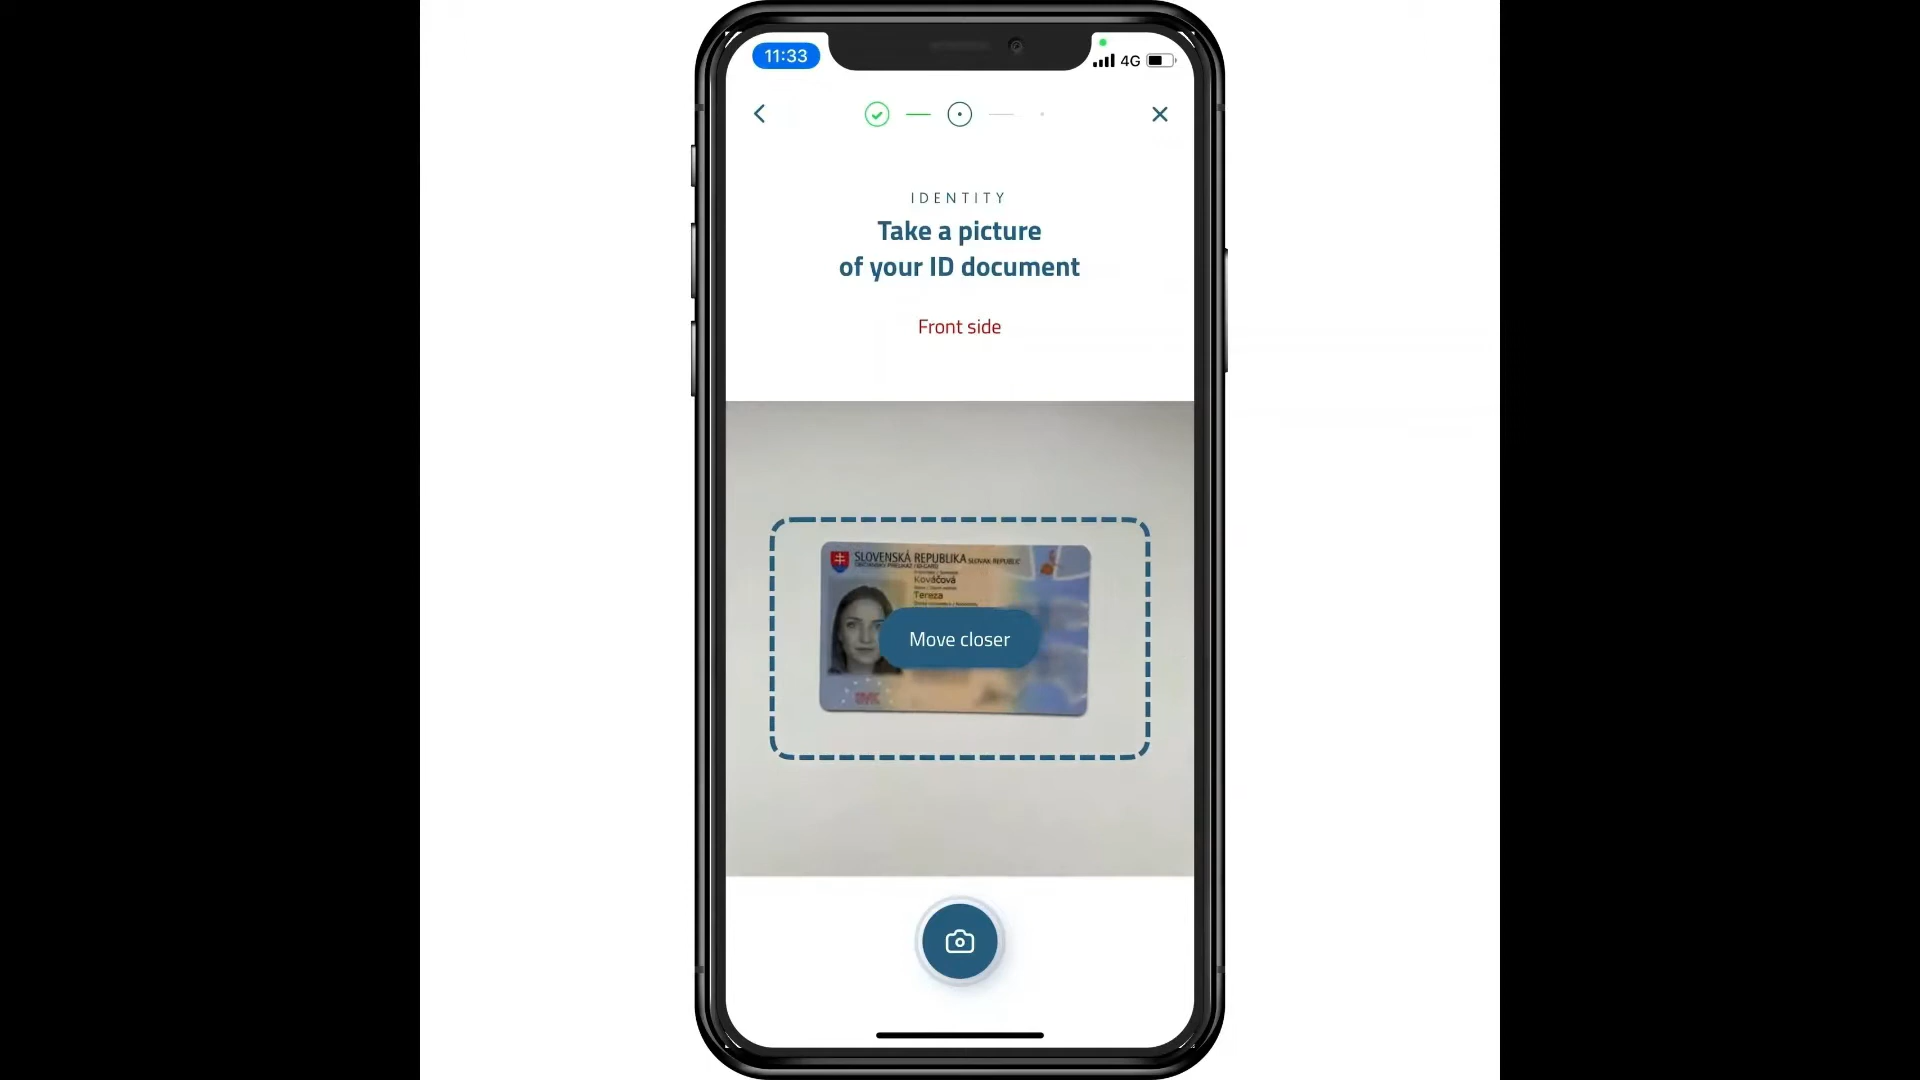 11:33
4G
IDENTITY
Take a picture
of your ID document
Front side
SLOVENSKÁ REPUBLIKA SLOVAK REPUBLIC
OBČIANSKY PREUKAZ / ID CARD
Kováčová
Tereza
Move closer